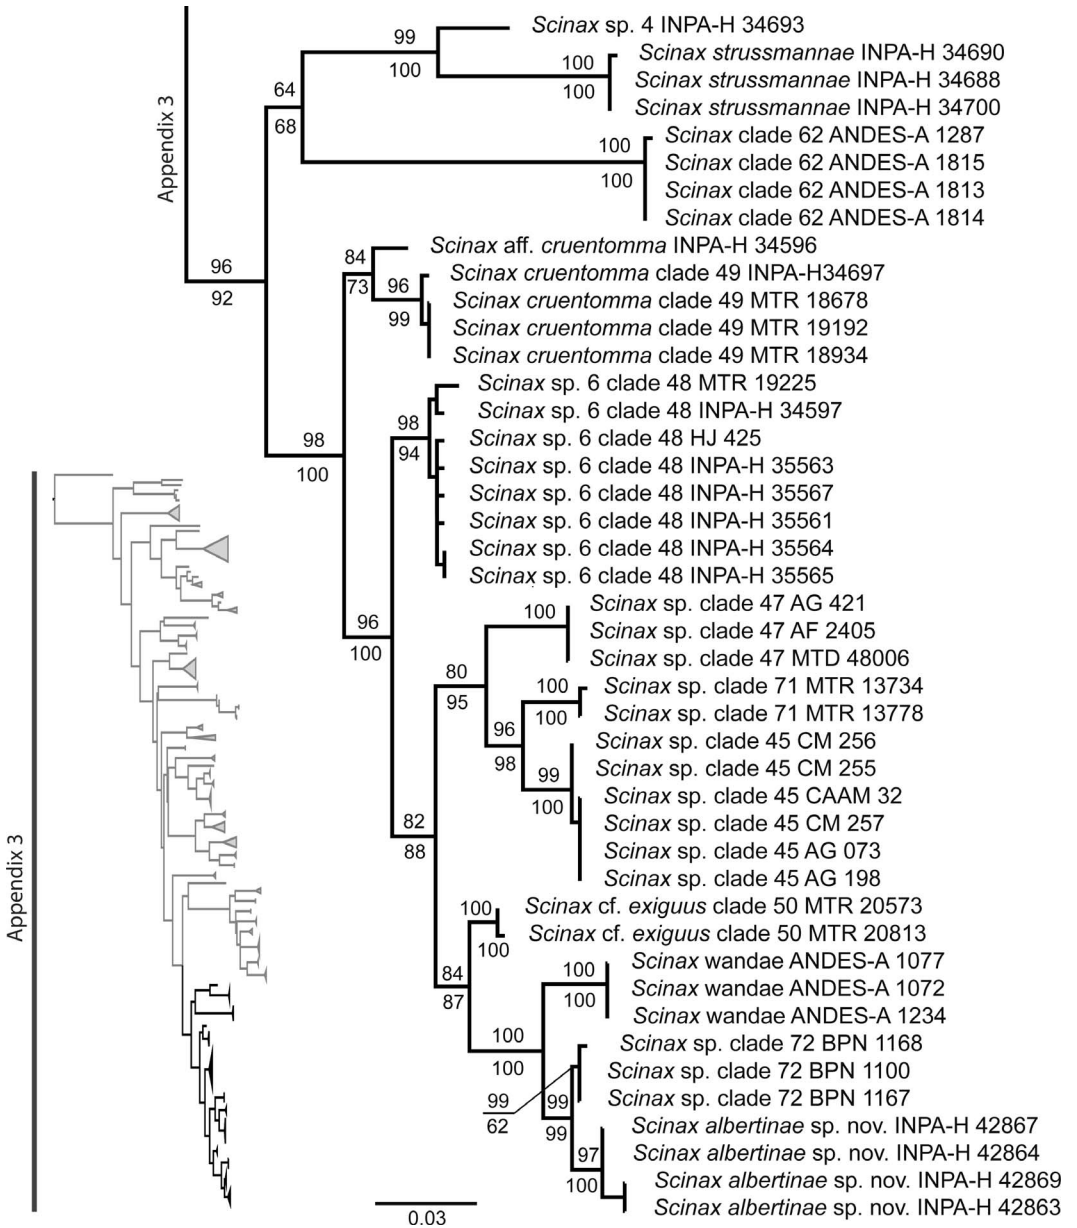 Scinax sp. 4 INPA-H 34693
99
100
Scinax strussmannae INPA-H 34690
100
100
Scinax strussmannae INPA-H 34688
Scinax strussmannae INPA-H 34700
Appendix 3
64
68
Scinax clade 62 ANDES-A 1287
100
100
Scinax clade 62 ANDES-A 1815
Scinax clade 62 ANDES-A 1813
Scinax clade 62 ANDES-A 1814
96
92
Scinax aff. cruentomma INPA-H 34596
84
73
Scinax cruentomma clade 49 INPA-H34697
96
99
Scinax cruentomma clade 49 MTR 18678
Scinax cruentomma clade 49 MTR 19192
Scinax cruentomma clade 49 MTR 18934
Scinax sp. 6 clade 48 MTR 19225
Scinax sp. 6 clade 48 INPA-H 34597
98
94
98
100
Scinax sp. 6 clade 48 HJ 425
Scinax sp. 6 clade 48 INPA-H 35563
Scinax sp. 6 clade 48 INPA-H 35567
Scinax sp. 6 clade 48 INPA-H 35561
Scinax sp. 6 clade 48 INPA-H 35564
Scinax sp. 6 clade 48 INPA-H 35565
96
100
Scinax sp. clade 47 AG 421
100
Scinax sp. clade 47 AF 2405
Scinax sp. clade 47 MTD 48006
80
95
Scinax sp. clade 71 MTR 13734
100
100
Scinax sp. clade 71 MTR 13778
96
98
Scinax sp. clade 45 CM 256
Scinax sp. clade 45 CM 255
99
100
Scinax sp. clade 45 CAAM 32
Scinax sp. clade 45 CM 257
Scinax sp. clade 45 AG 073
Scinax sp. clade 45 AG 198
82
88
Scinax cf. exiguus clade 50 MTR 20573
100
100
Scinax cf. exiguus clade 50 MTR 20813
84
87
Scinax wandae ANDES-A 1077
100
100
Scinax wandae ANDES-A 1072
Scinax wandae ANDES-A 1234
100
100
Scinax sp. clade 72 BPN 1168
Scinax sp. clade 72 BPN 1100
Scinax sp. clade 72 BPN 1167
99
62
99
99
Scinax albertinae sp. nov. INPA-H 42867
Scinax albertinae sp. nov. INPA-H 42864
97
100
Scinax albertinae sp. nov. INPA-H 42869
Scinax albertinae sp. nov. INPA-H 42863
Appendix 3
0.03